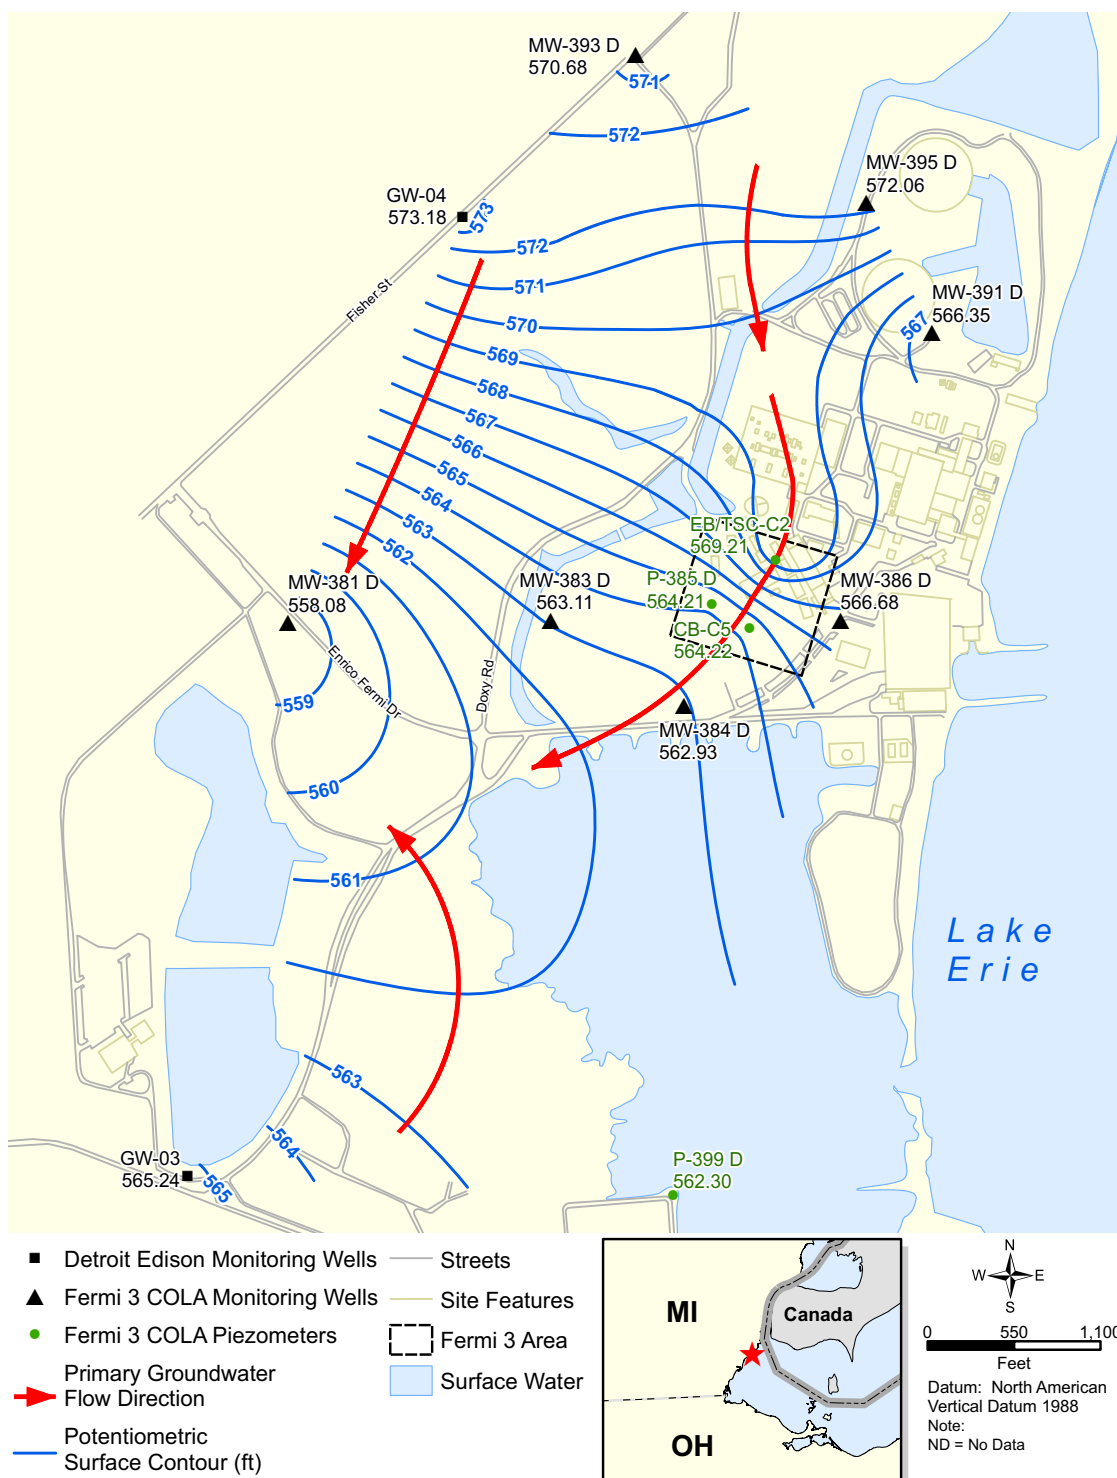 MW-393 D
570.68
571
572
MW-395 D
572.06
GW-04
573.18
573
572
571
570
569
568
567
566
565
564
563
562
Fisher St
MW-391 D
566.35
567
EB/TSC-C2
569.21
P-385 D
564.21
CB-C5
564.22
MW-381 D
558.08
MW-383 D
563.11
MW-386 D
566.68
Enrico Fermi Dr
Doxy Rd
559
MW-384 D
562.93
560
561
Lake
Erie
563
564
GW-03
565.24
565
P-399 D
562.30
Detroit Edison Monitoring Wells
Fermi 3 COLA Monitoring Wells
Fermi 3 COLA Piezometers
Primary Groundwater
Flow Direction
Potentiometric
Surface Contour (ft)
Streets
Site Features
Fermi 3 Area
Surface Water
MI
Canada
OH
N
W E
S
0 550 1,100
Feet
Datum: North American
Vertical Datum 1988
Note:
ND = No Data